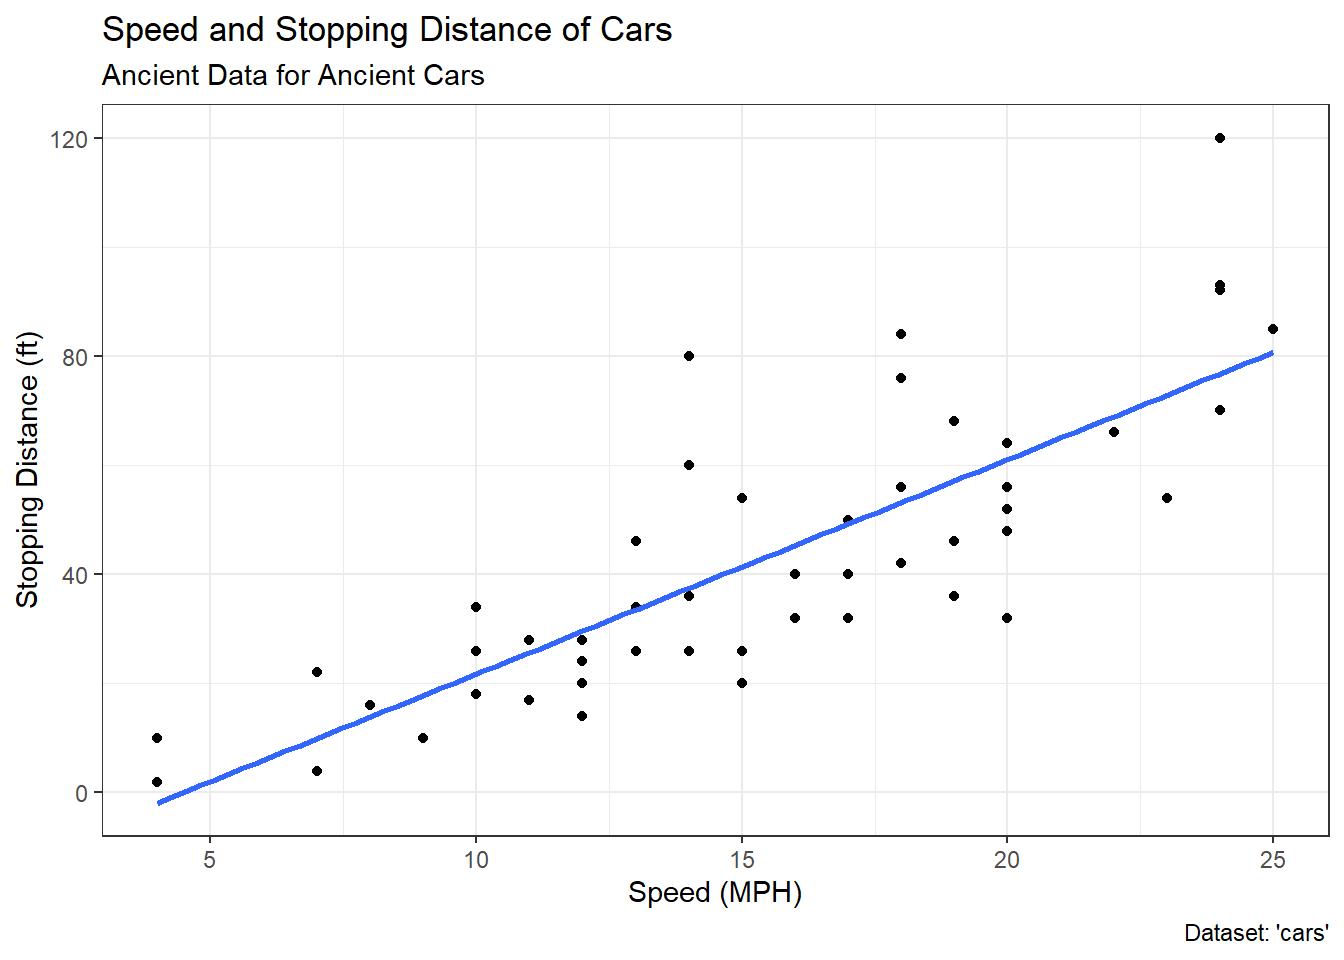 Speed and Stopping Distance of Cars
Ancient Data for Ancient Cars
120
80
40
0
Stopping Distance (ft)
5 10 15 20 25
Speed (MPH)
Dataset: 'cars'